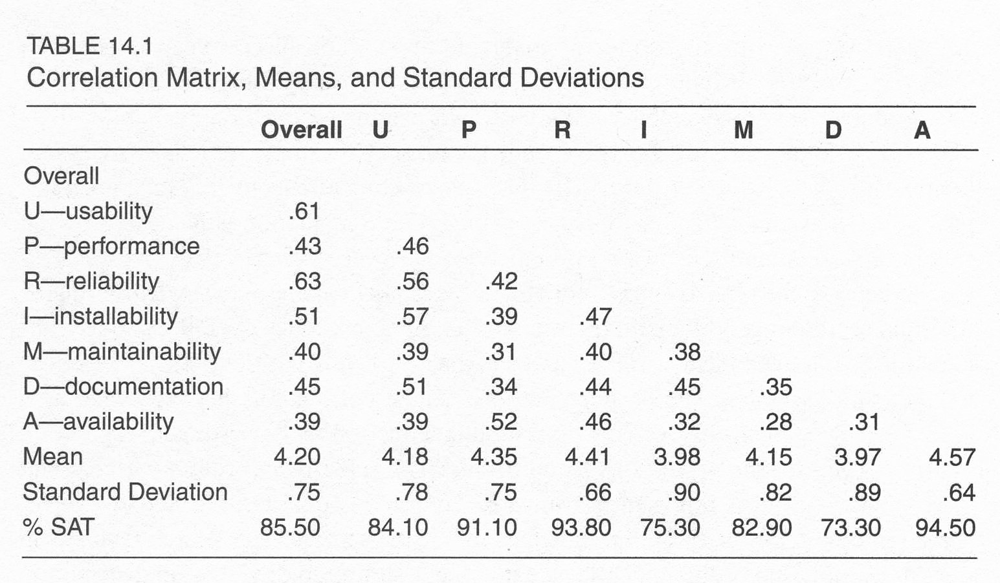 TABLE 14.1
Correlation Matrix, Means, and Standard Deviations
Overall U P R I M D A
Overall
U—usability .61
P—performance .43 .46
R—reliability .63 .56 .42
I—installability .51 .57 .39 .47
M—maintainability .40 .39 .31 .40 .38
D—documentation .45 .51 .34 .44 .45 .35
A—availability .39 .39 .52 .46 .32 .28 .31
Mean 4.20 4.18 4.35 4.41 3.98 4.15 3.97 4.57
Standard Deviation .75 .78 .75 .66 .90 .82 .89 .64
% SAT 85.50 84.10 91.10 93.80 75.30 82.90 73.30 94.50